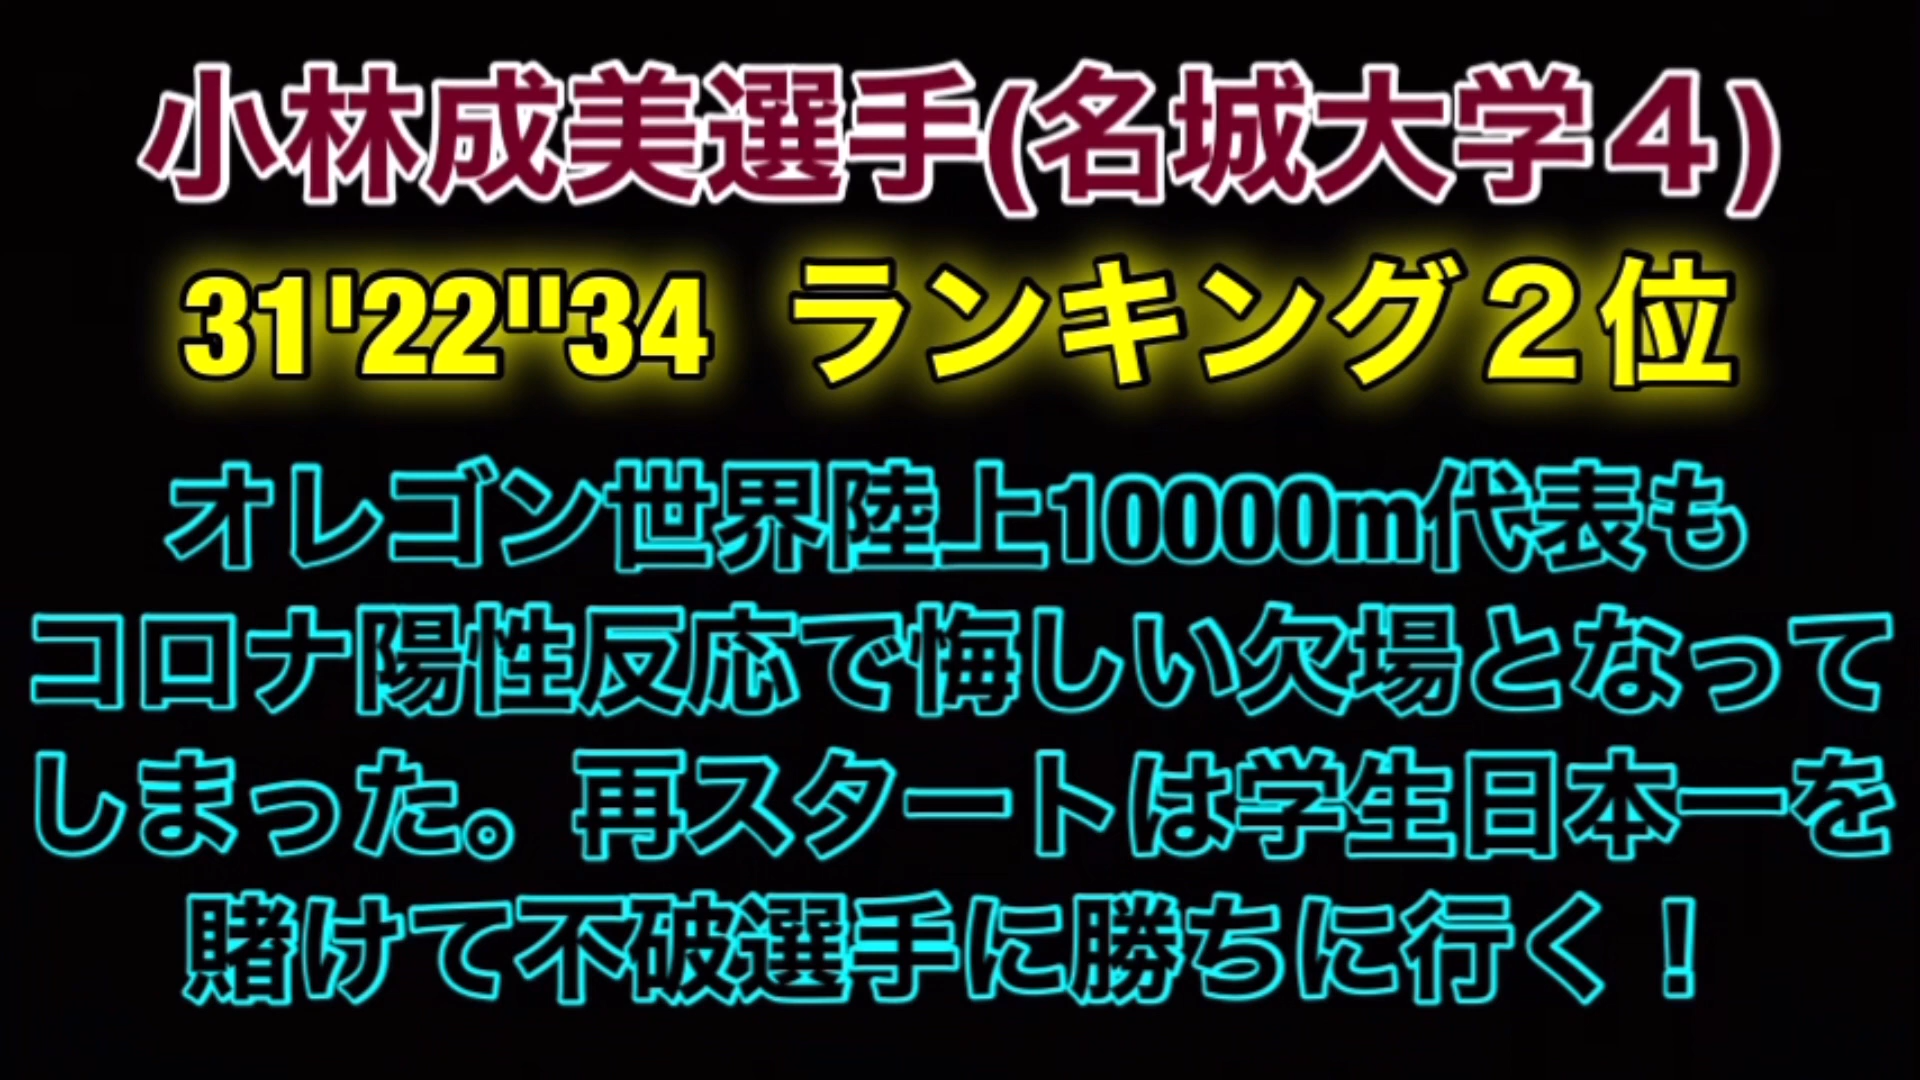 小林成美選手(名城大学４)
31'22"34 ランキング２位
オレゴン世界陸上10000m代表も
コロナ陽性反応で悔しい欠場となって
しまった。再スタートは学生日本一を
賭けて不破選手に勝ちに行く！